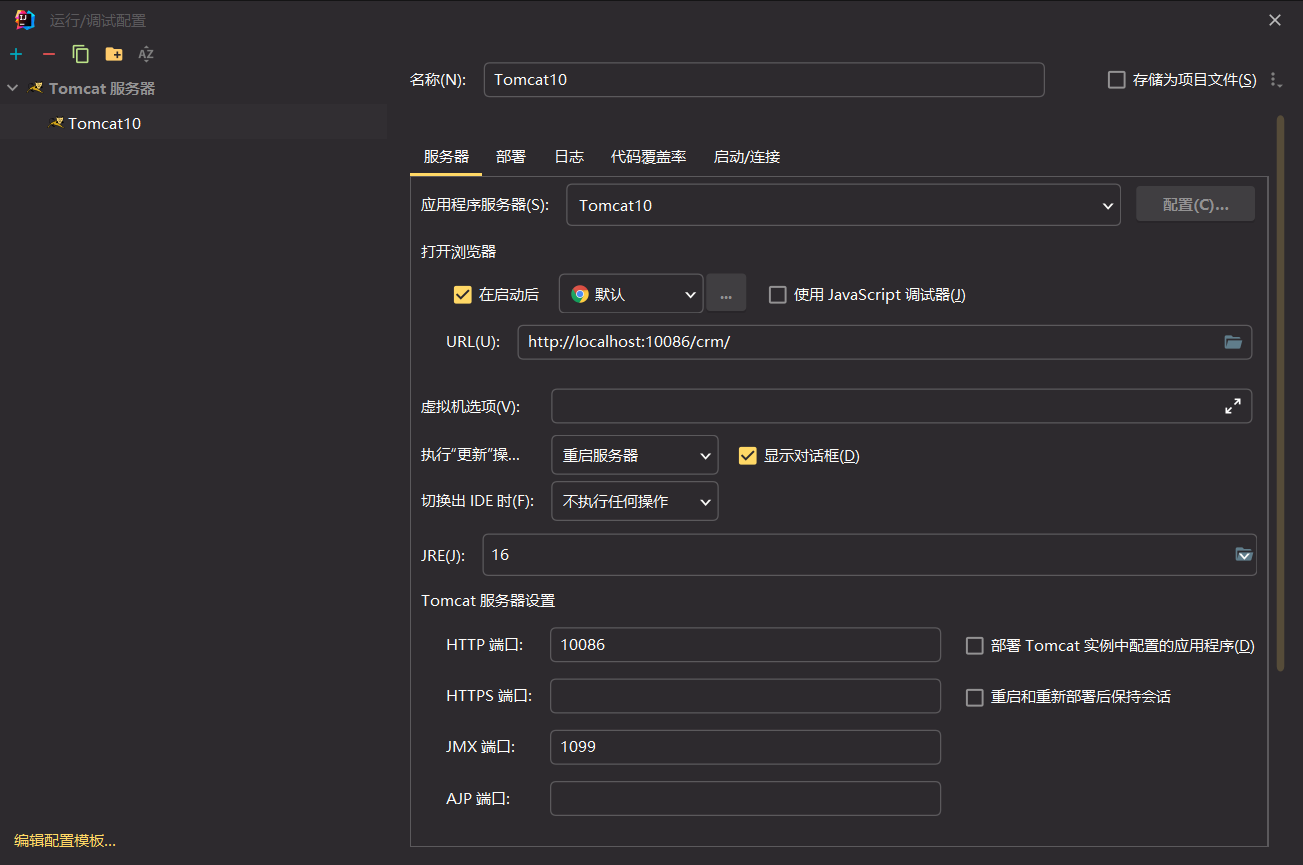 运行/调试配置
Tomcat 服务器
Tomcat10
编辑配置模板...
名称(N): Tomcat10 存储为项目文件(S)
服务器 部署 日志 代码覆盖率 启动/连接
应用程序服务器(S): Tomcat10 配置(C)...
打开浏览器
在启动后 默认 ... 使用 JavaScript 调试器(J)
URL(U): http://localhost:10086/crm/
虚拟机选项(V):
执行"更新"操... 重启服务器 显示对话框(D)
切换出 IDE 时(F): 不执行任何操作
JRE(J): 16
Tomcat 服务器设置
HTTP 端口: 10086 部署 Tomcat 实例中配置的应用程序(D)
HTTPS 端口: 重启和重新部署后保持会话
JMX 端口: 1099
AJP 端口: